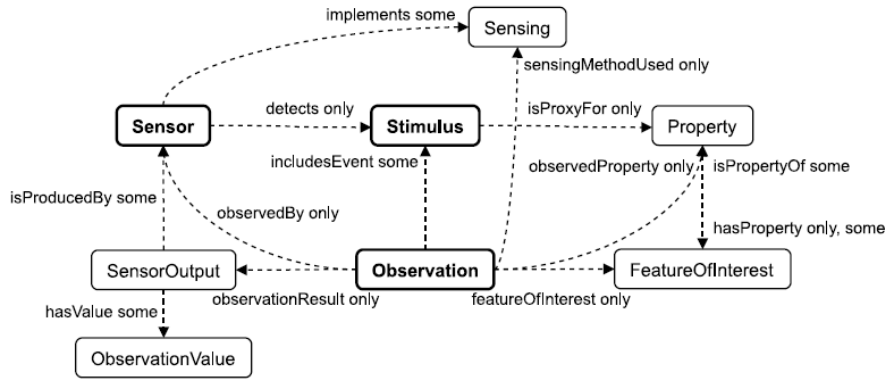 implements some
Sensing
sensingMethodUsed only
detects only
isProxyFor only
Sensor
Stimulus
Property
includesEvent some
observedProperty only
isPropertyOf some
isProducedBy some
observedBy only
hasProperty only, some
SensorOutput
Observation
FeatureOfInterest
observationResult only
featureOfInterest only
hasValue some
ObservationValue